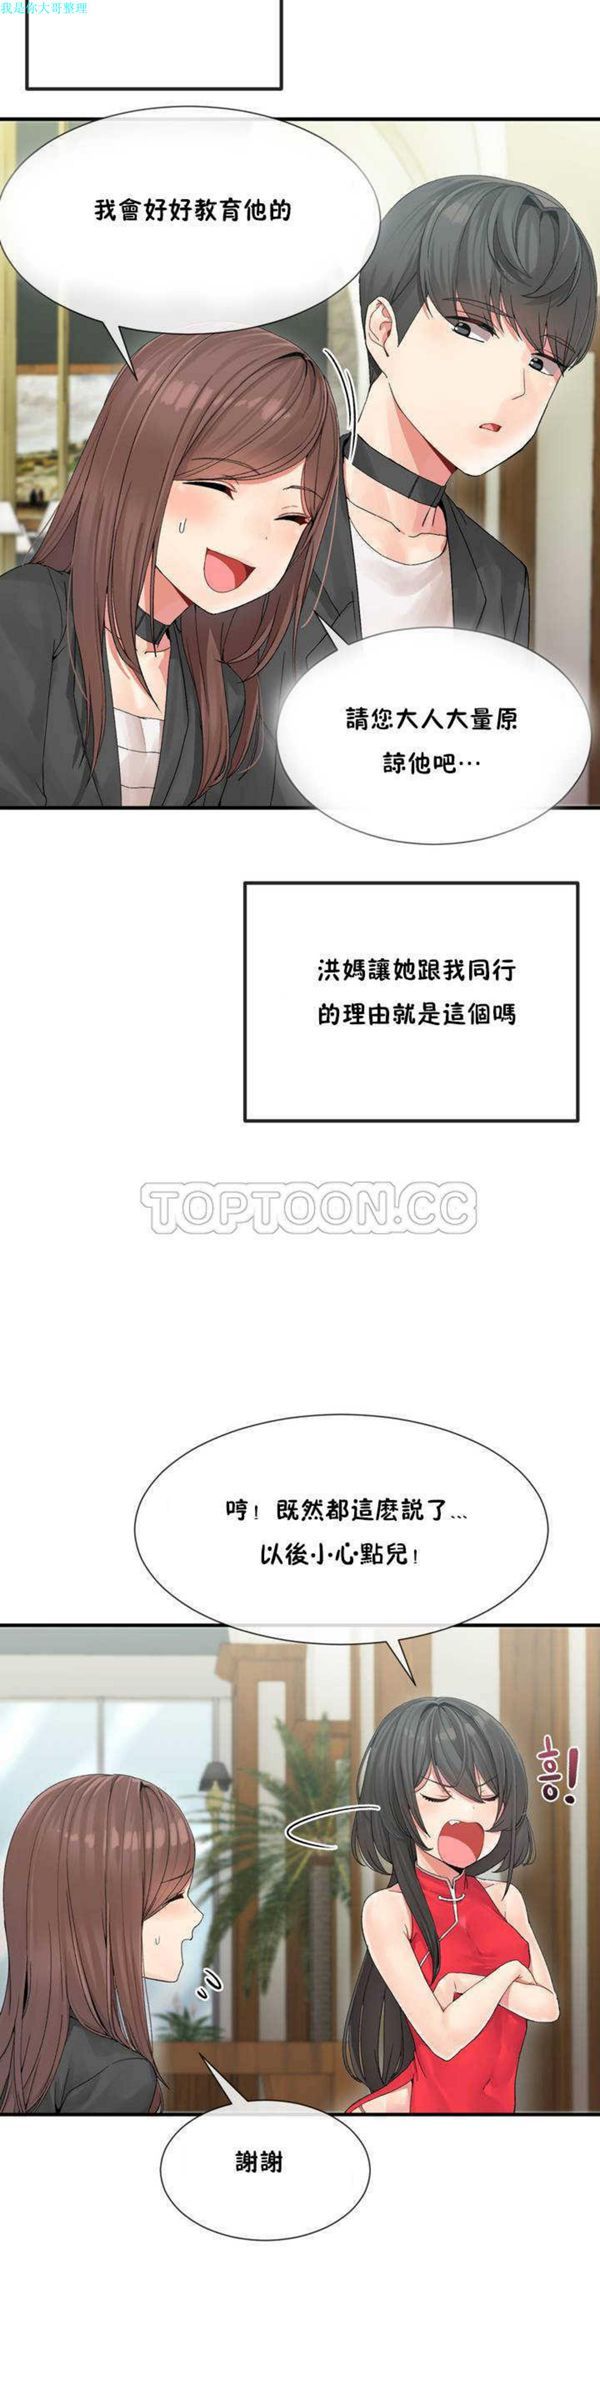 我是你大哥整理
我會好好教育他的
請您大人大量原
諒他吧…
洪媽讓她跟我同行
的理由就是這個嗎
TOPTOON.CC
哼！既然都這麽説了...
以後小心點兒！
흥!
謝謝